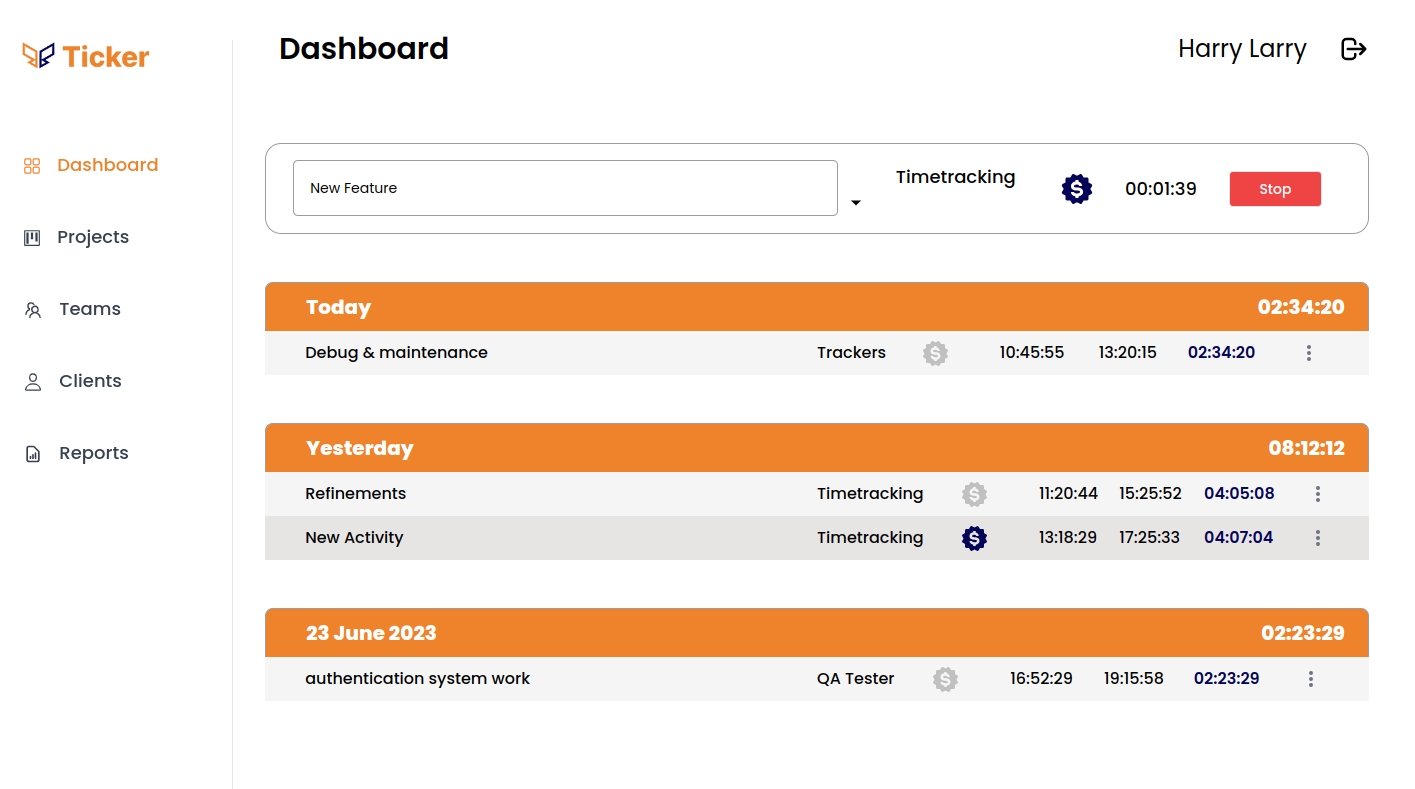 Ticker
Dashboard
Harry Larry
Dashboard
Projects
Teams
Clients
Reports
New Feature
Timetracking
$
00:01:39
Stop
Today 02:34:20
Debug & maintenance Trackers $ 10:45:55 13:20:15 02:34:20
Yesterday 08:12:12
Refinements Timetracking $ 11:20:44 15:25:52 04:05:08
New Activity Timetracking $ 13:18:29 17:25:33 04:07:04
23 June 2023 02:23:29
authentication system work QA Tester $ 16:52:29 19:15:58 02:23:29